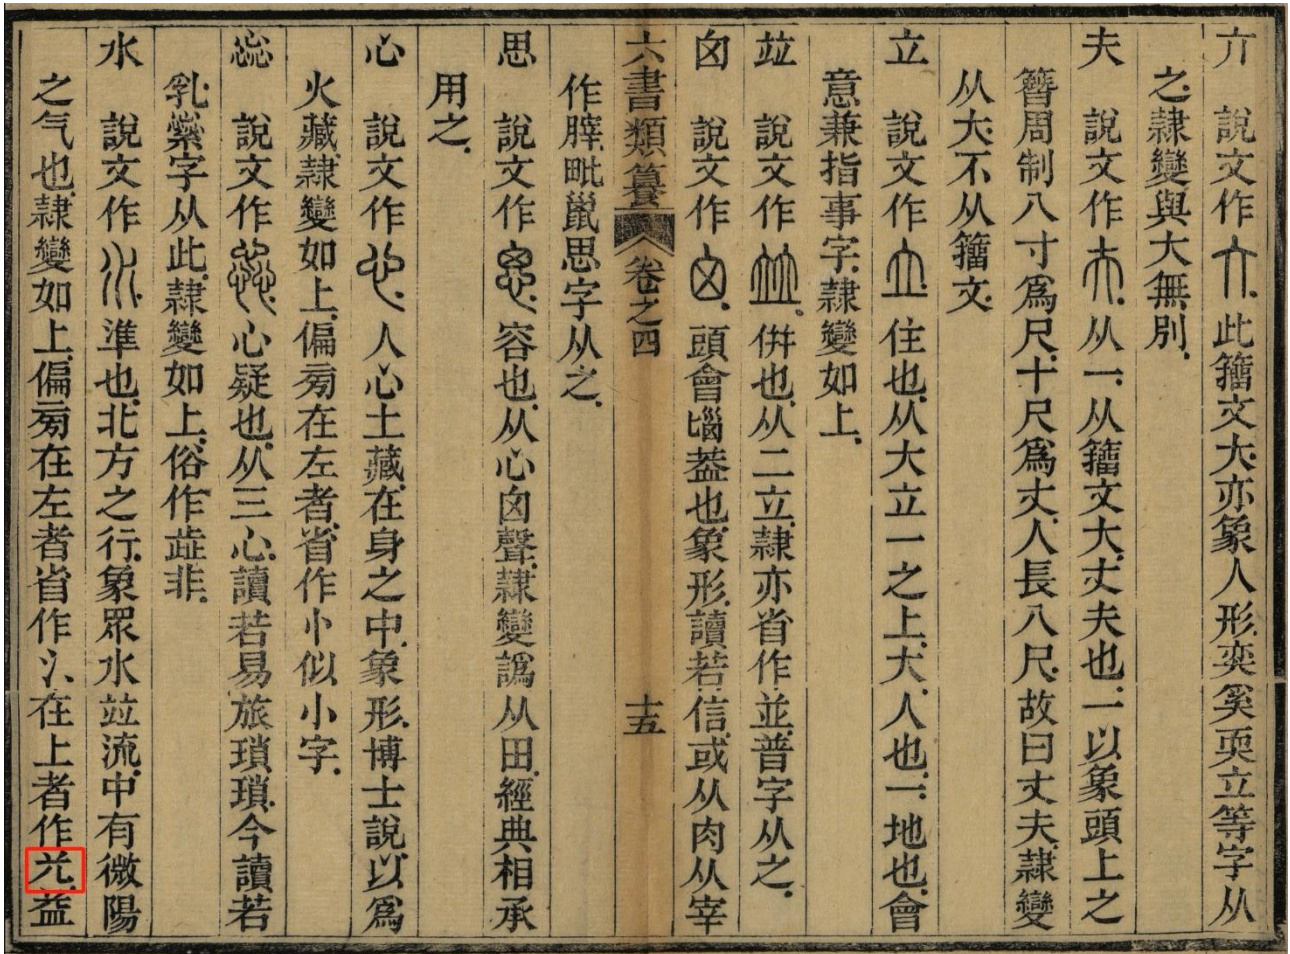 亣 說文作亣此籀文大亦象人形奕奚耎立等字从
之隸變與大無別
夫 說文作夫从一从籀文大丈夫也一以象頭上之
簪周制八寸爲尺十尺爲丈人長八尺故曰丈夫隸變
从大不从籀文
立 說文作立住也从大立一之上大人也一地也會
意兼指事字隸變如上
竝 說文作竝併也从二立隸亦省作並普字从之
囟 說文作囟頭會匘葢也象形讀若信或从肉从宰
六書類纂 卷之四 十五
作𦞤毗巤思字从之
思 說文作思容也从心囟聲隸變譌从田經典相承
用之
心 說文作心人心土藏在身之中象形博士說以爲
火藏隸變如上偏㫄在左者省作忄似小字
惢 說文作惢心疑也从三心讀若易旅瑣瑣今讀若
乳繠字从此隸變如上俗作非
水 說文作水準也北方之行象眾水竝流中有微陽
之气也隸變如上偏㫄在左者省作氵在上者作益